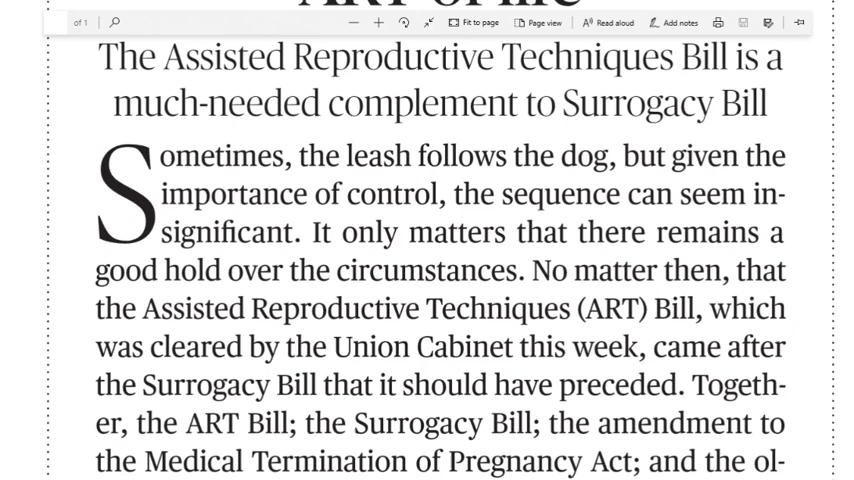 of 1
Fit to page
Page view
Read aloud
Add notes
The Assisted Reproductive Techniques Bill is a
much-needed complement to Surrogacy Bill
Sometimes, the leash follows the dog, but given the
importance of control, the sequence can seem in-
significant. It only matters that there remains a
good hold over the circumstances. No matter then, that
the Assisted Reproductive Techniques (ART) Bill, which
was cleared by the Union Cabinet this week, came after
the Surrogacy Bill that it should have preceded. Togeth-
er, the ART Bill; the Surrogacy Bill; the amendment to
the Medical Termination of Pregnancy Act; and the ol-